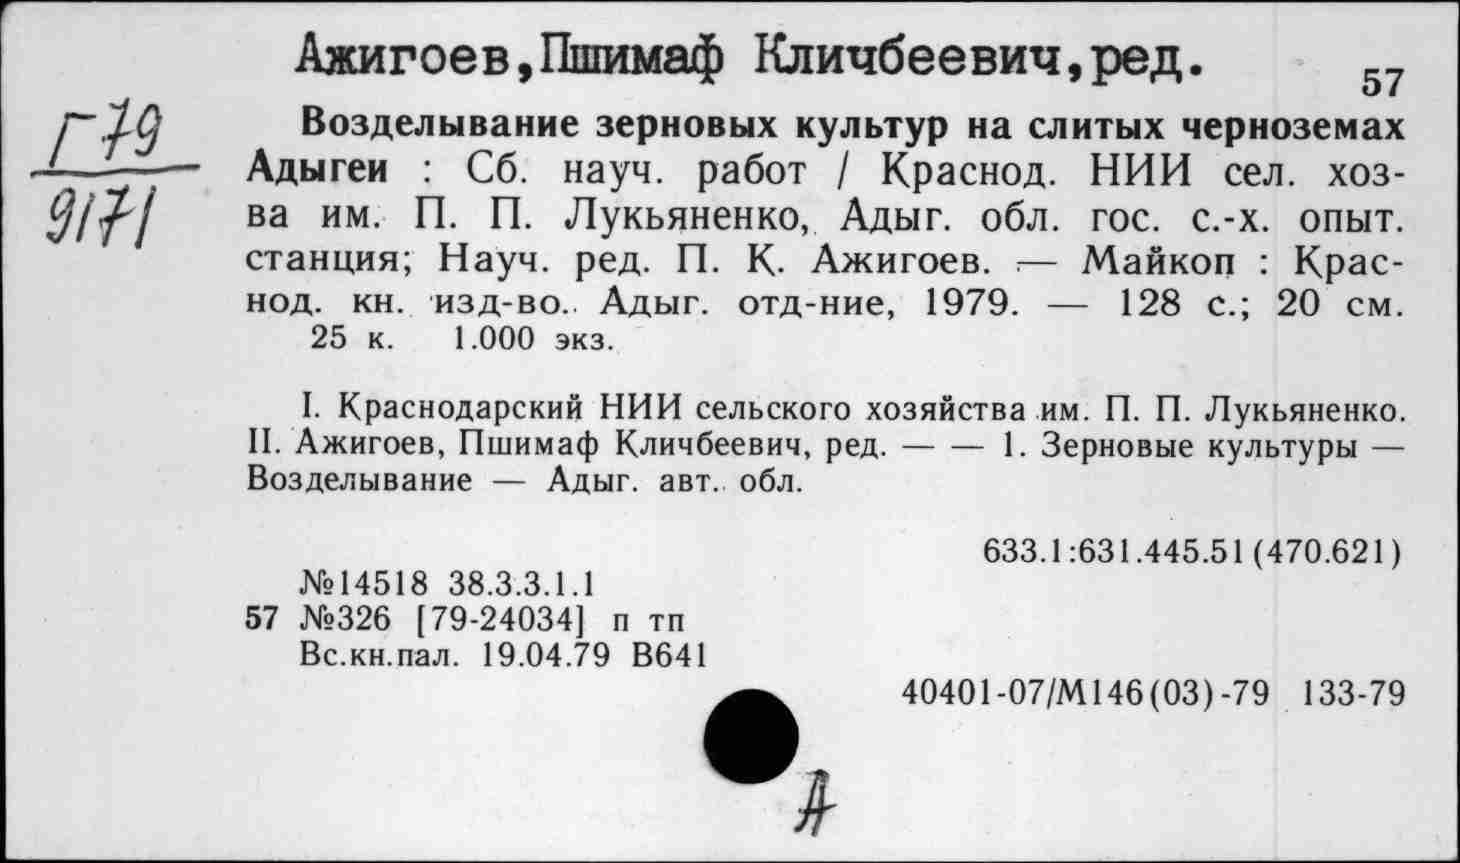 Ажигоев,Пшимаф Кличбеевич,ред.
57
Г79
9171
Возделывание зерновых культур на слитых черноземах
Адыгеи : Сб. науч. работ / Краснод. НИИ сел. хоз-
ва им. П. П. Лукьяненко, Адыг. обл. гос. с.-х. опыт.
станция; Науч. ред. П. К. Ажигоев. — Майкоп : Крас-
нод. кн. изд-во. Адыг. отд-ние, 1979. — 128 с.; 20 см.
25 к. 1.000 экз.
I. Краснодарский НИИ сельского хозяйства им. П. П. Лукьяненко.
II. Ажигоев, Пшимаф Кличбеевич, ред. — — 1. Зерновые культуры —
Возделывание — Адыг. авт. обл.
633.1:631.445.51(470.621)
№14518 38.3.3.1.1
57 №326 [79-24034] п тп
Вс.кн.пал. 19.04.79 В641
40401-07/М146(03)-79 133-79
А